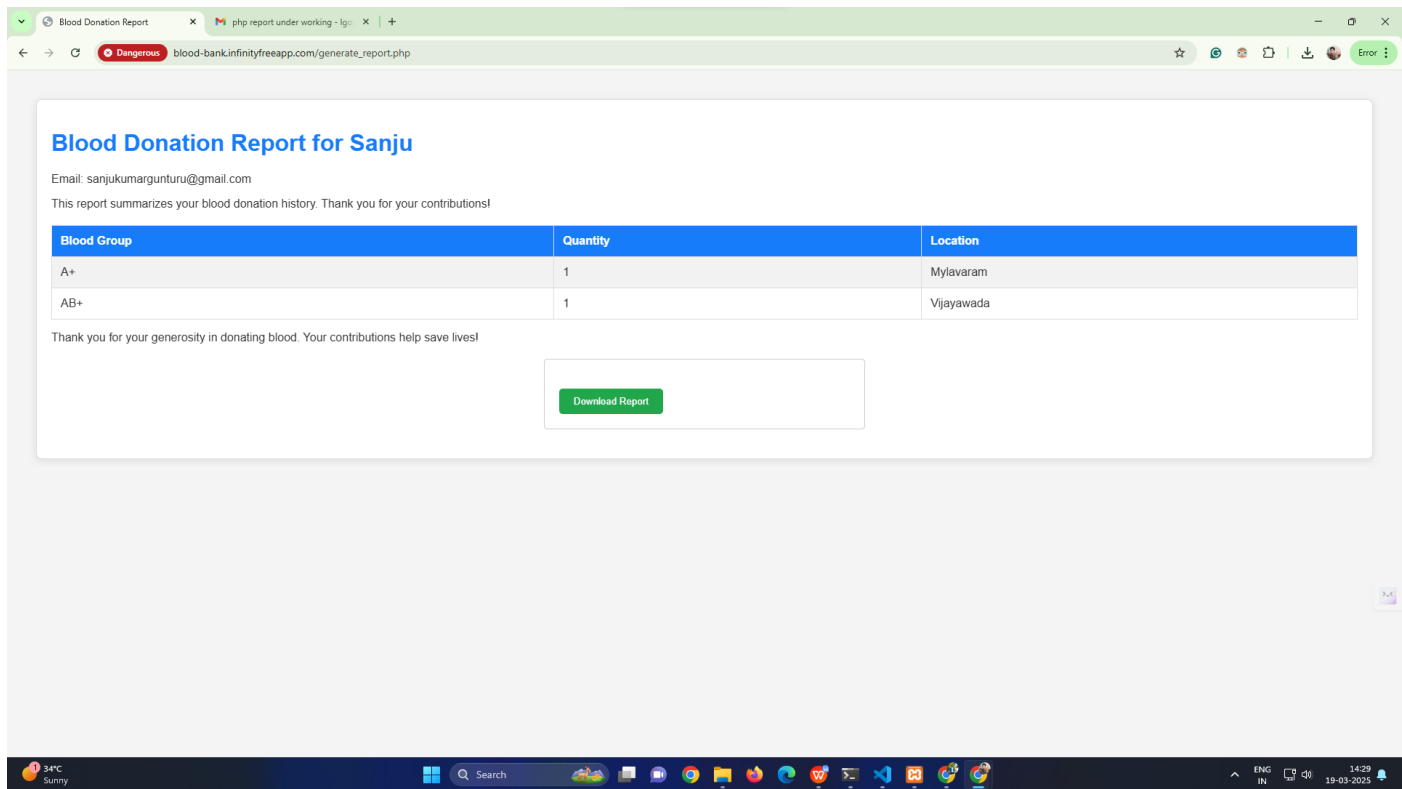 Blood Donation Report
php report under working - lgo
Dangerous
blood-bank.infinityfreeapp.com/generate_report.php
Error
Blood Donation Report for Sanju
Email: sanjukumargunturu@gmail.com
This report summarizes your blood donation history. Thank you for your contributions!
Blood Group Quantity Location
A+ 1 Mylavaram
AB+ 1 Vijayawada
Thank you for your generosity in donating blood. Your contributions help save lives!
Download Report
1
34°C
Sunny
Search
ENG
IN
14:29
19-03-2025